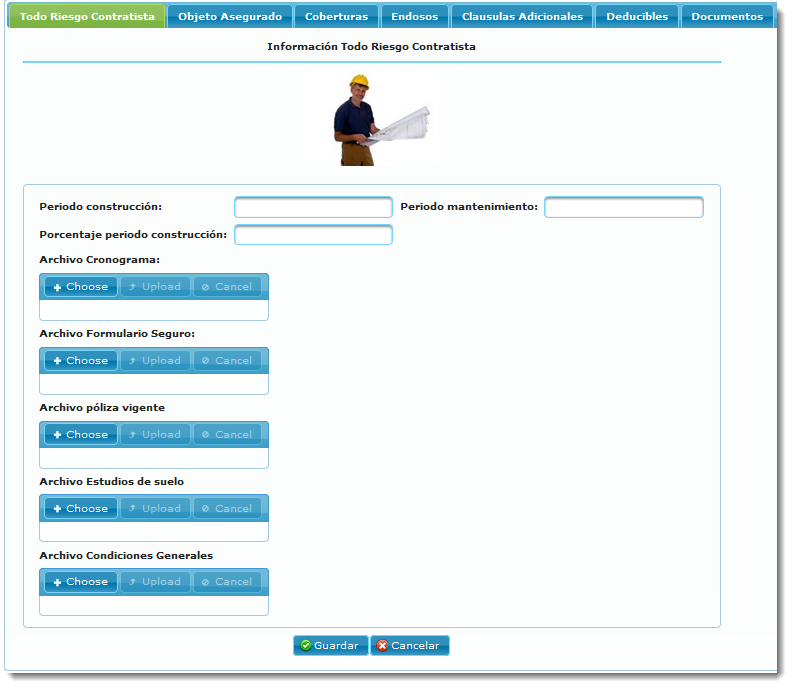 Todo Riesgo Contratista Objeto Asegurado Coberturas Endosos Clausulas Adicionales Deducibles Documentos
Información Todo Riesgo Contratista
Periodo construcción: Periodo mantenimiento:
Porcentaje periodo construcción:
Archivo Cronograma:
Choose Upload Cancel
Archivo Formulario Seguro:
Choose Upload Cancel
Archivo póliza vigente
Choose Upload Cancel
Archivo Estudios de suelo
Choose Upload Cancel
Archivo Condiciones Generales
Choose Upload Cancel
Guardar Cancelar